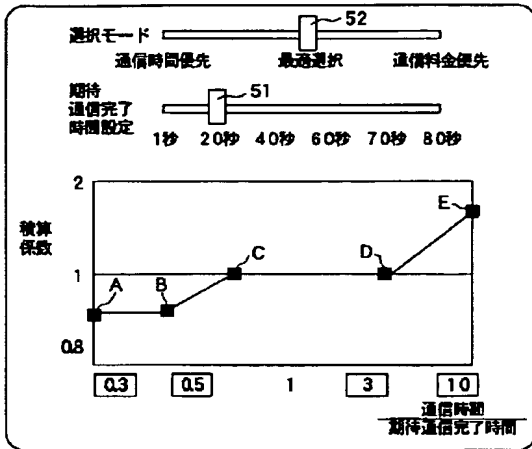 52
選択モード
通信時間優先 最適選択 通信料金優先
51
期待
通信完了
時間設定
1秒 20秒 40秒 60秒 70秒 80秒
2
E
積算
係数
C D
1
A B
0.8
0.3 0.5 1 3 10
通信時間
期待通信完了時間